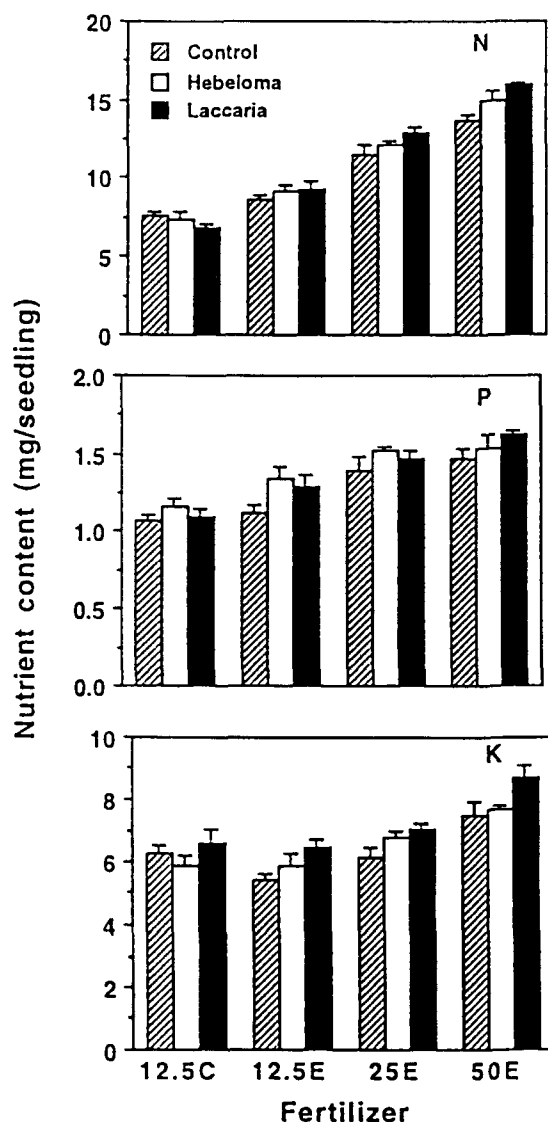 20
15
10
5
0
N
Control
Hebeloma
Laccaria
Nutrient content (mg/seedling)
2.0
1.5
1.0
0.5
0.0
P
10
8
6
4
2
0
K
12.5C 12.5E 25E 50E
Fertilizer